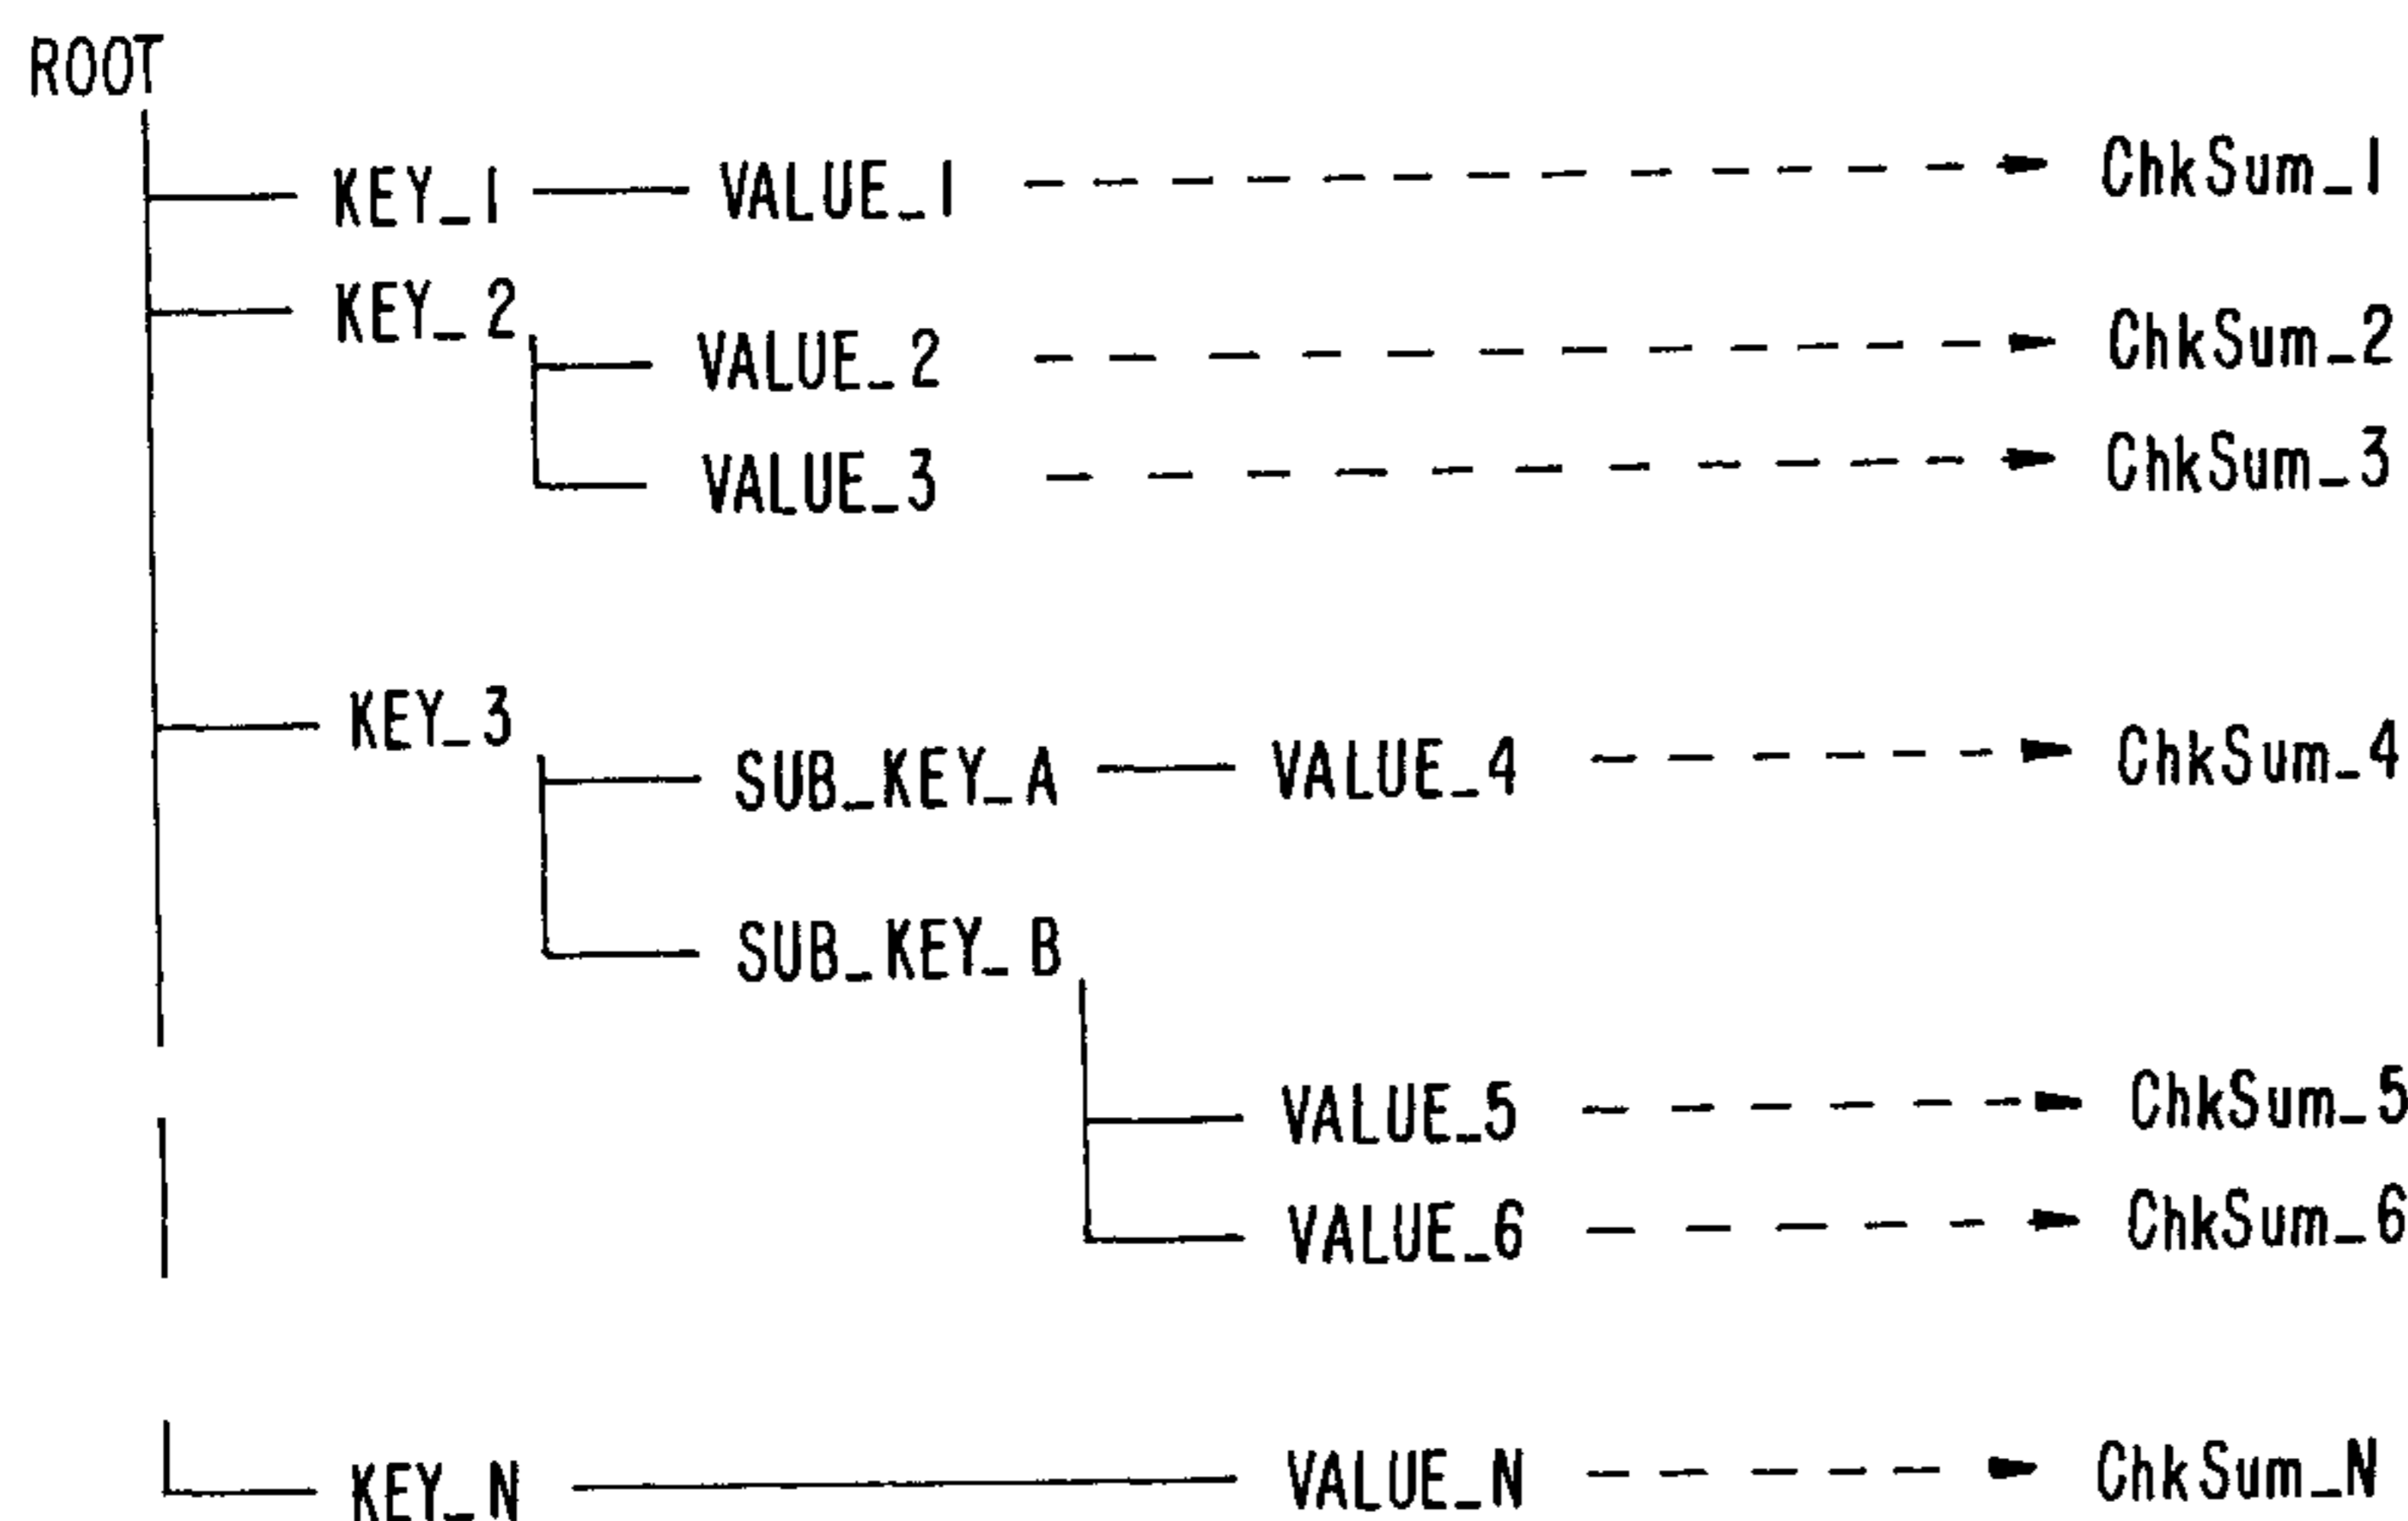 ROOT
KEY_1 VALUE_1 ChkSum_1
KEY_2
VALUE_2 ChkSum_2
VALUE_3 ChkSum_3
KEY_3
SUB_KEY_A VALUE_4 ChkSum_4
SUB_KEY_B
VALUE_5 ChkSum_5
VALUE_6 ChkSum_6
KEY_N VALUE_N ChkSum_N